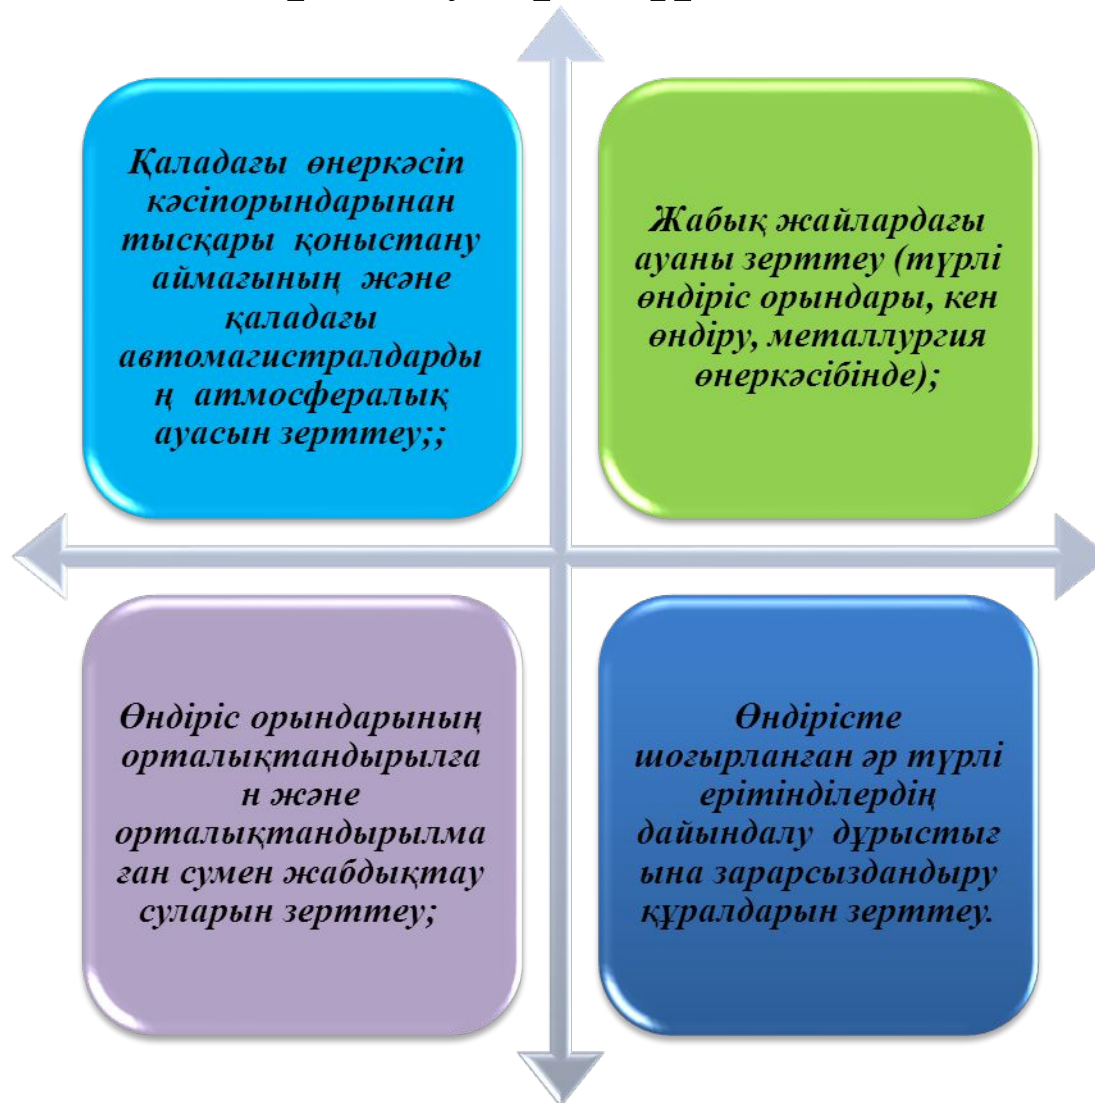 Қаладағы өнеркәсіп
кәсіпорындарынан
тысқары қоныстану
аймағының және
қаладағы
автомагистралдарды
ң атмосфералық
ауасын зерттеу;;
Жабық жайлардағы
ауаны зерттеу (түрлі
өндіріс орындары, кен
өндіру, металлургия
өнеркәсібінде);
Өндіріс орындарының
орталықтандырылға
н және
орталықтандырылма
ған сумен жабдықтау
суларын зерттеу;
Өндірісте
шоғырланған әр түрлі
ерітінділердің
дайындалу дұрыстығ
ына зарарсыздандыру
құралдарын зерттеу.